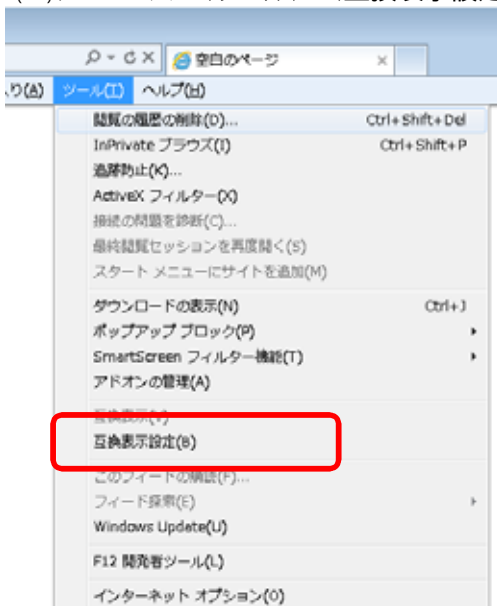 空白のページ
り(A) ツール(T) ヘルプ(H)
閲覧の履歴の削除(D)... Ctrl+Shift+Del
InPrivate ブラウズ(I) Ctrl+Shift+P
追跡防止(K)...
ActiveX フィルター(X)
接続の問題を診断(C)...
最終閲覧セッションを再度開く(S)
スタート メニューにサイトを追加(M)
ダウンロードの表示(N) Ctrl+J
ポップアップ ブロック(P)
SmartScreen フィルター機能(T)
アドオンの管理(A)
互換表示(V)
互換表示設定(B)
このフィードの購読(F)...
フィード探索(E)
Windows Update(U)
F12 開発者ツール(L)
インターネット オプション(O)